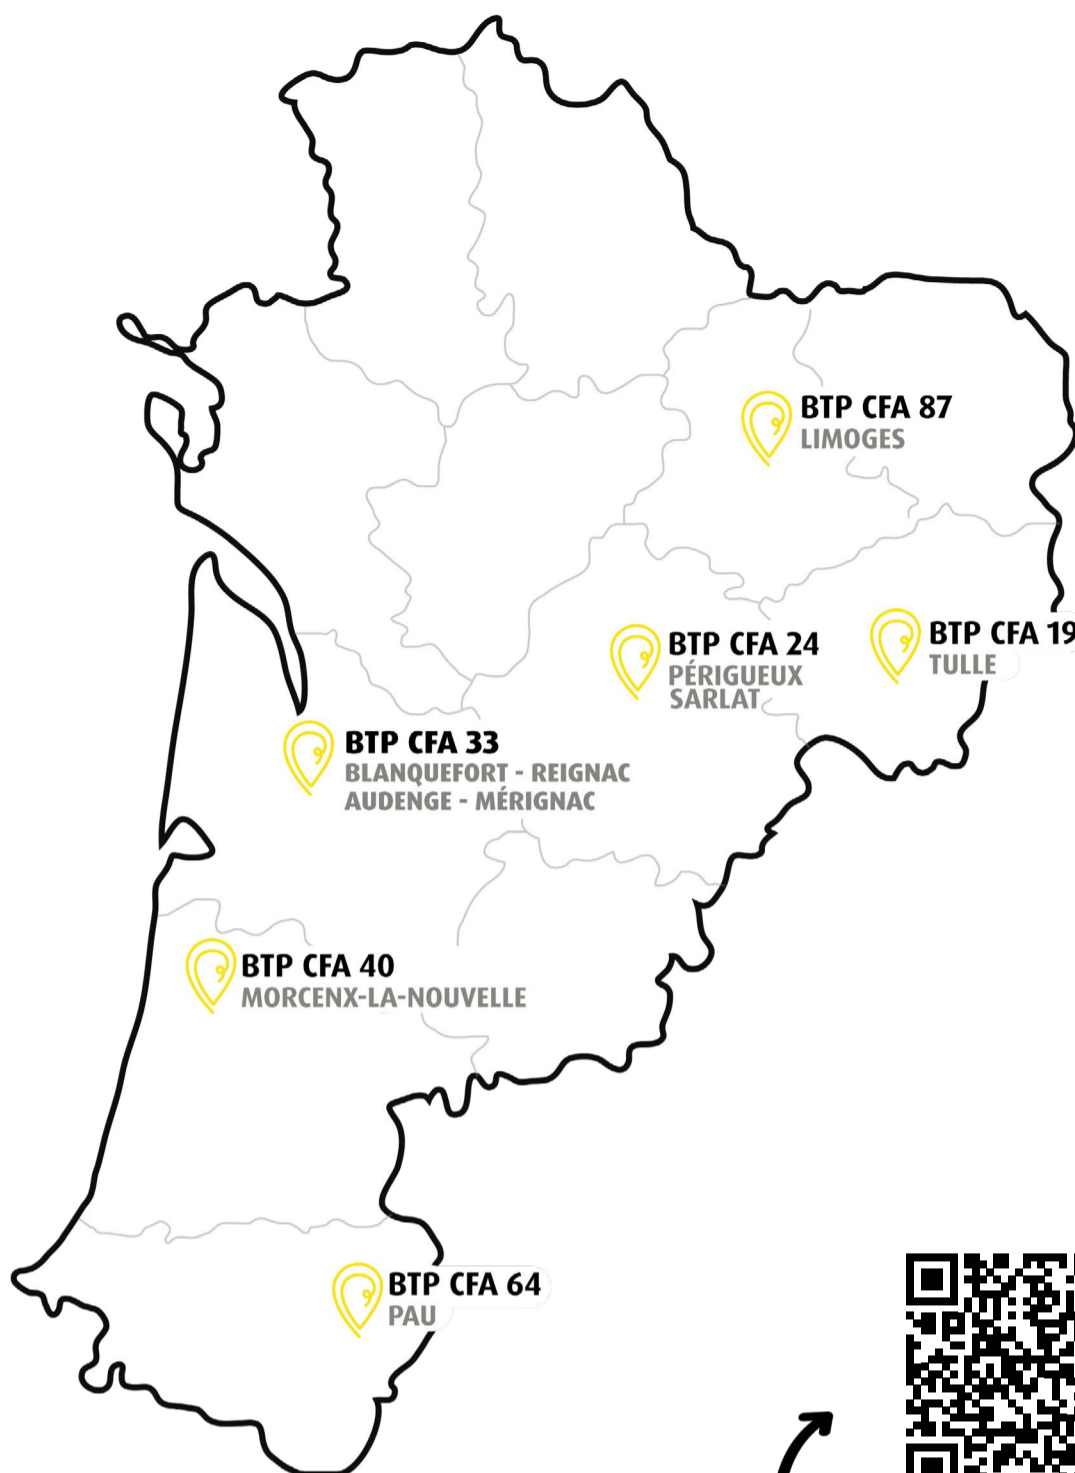 BTP CFA 87
LIMOGES
BTP CFA 19
TULLE
BTP CFA 24
PÉRIGUEUX
SARLAT
BTP CFA 33
BLANQUEFORT - REIGNAC
AUDENGE - MÉRIGNAC
BTP CFA 40
MORCENX-LA-NOUVELLE
BTP CFA 64
PAU